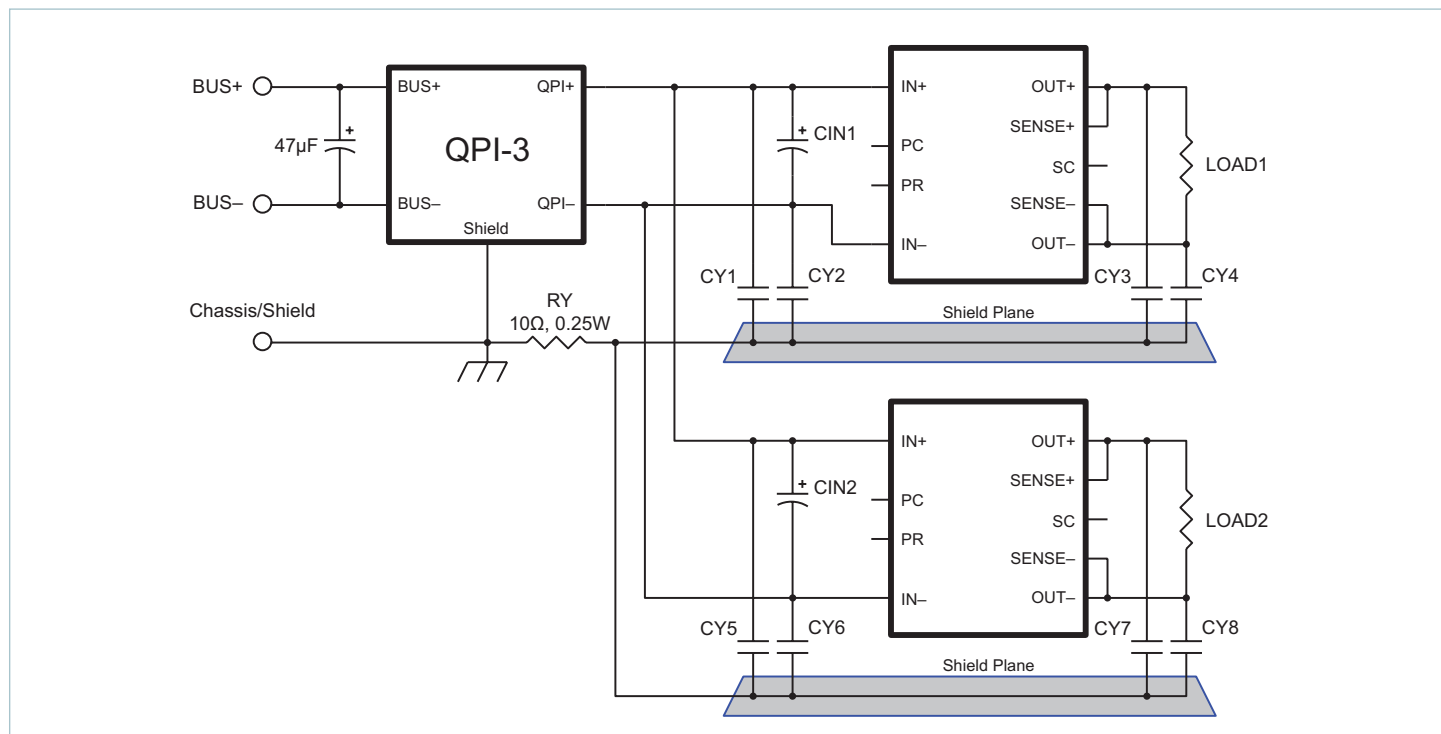 BUS+
47µF
+
BUS–
BUS+
QPI+
QPI-3
BUS–
QPI–
Shield
Chassis/Shield
RY
10Ω, 0.25W
+
CIN1
CY1
CY2
IN+
PC
PR
IN–
OUT+
SENSE+
SC
SENSE–
OUT–
LOAD1
CY3
CY4
Shield Plane
+
CIN2
CY5
CY6
IN+
PC
PR
IN–
OUT+
SENSE+
SC
SENSE–
OUT–
LOAD2
CY7
CY8
Shield Plane